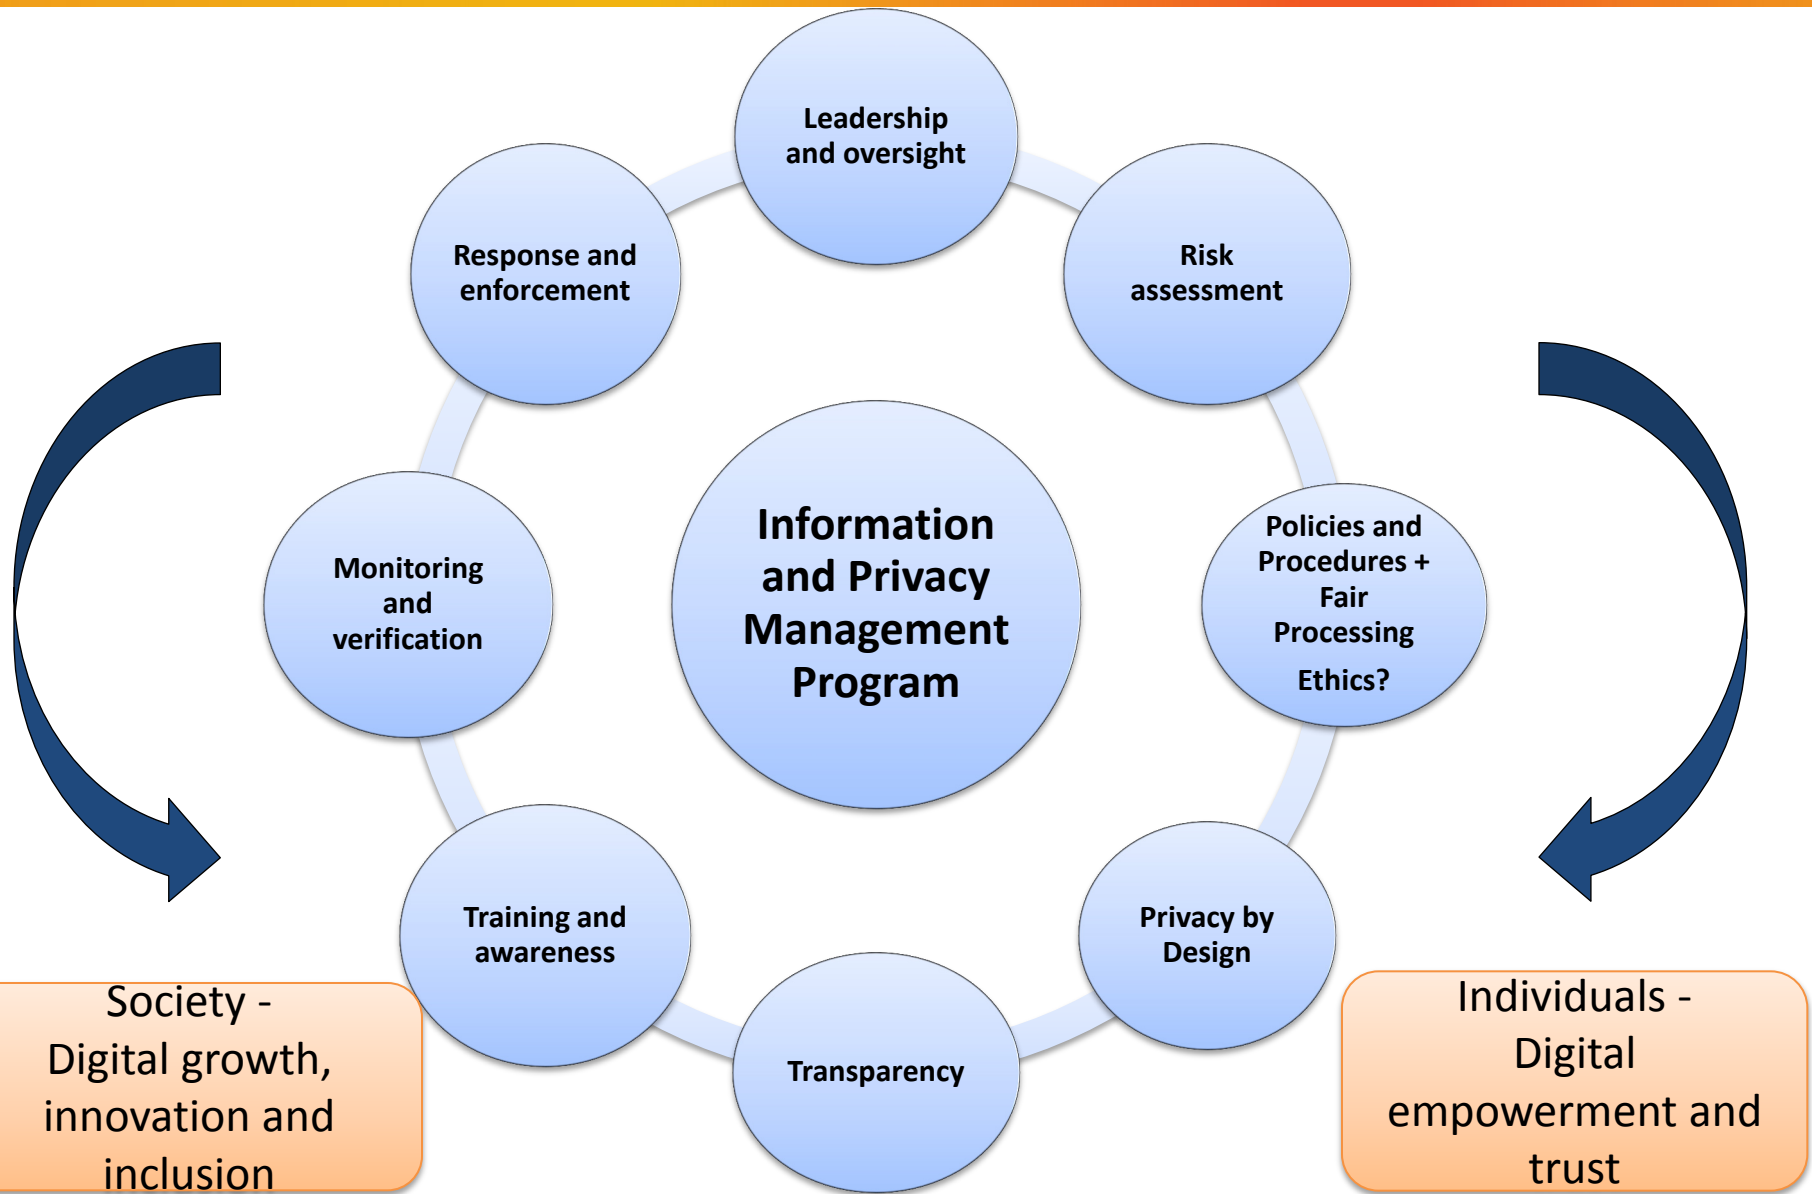 Leadership
and oversight
Risk
assessment
Policies and
Procedures +
Fair
Processing
Ethics?
Privacy by
Design
Transparency
Training and
awareness
Monitoring
and
verification
Response and
enforcement
Information
and Privacy
Management
Program
Society -
Digital growth,
innovation and
inclusion
Individuals -
Digital
empowerment and
trust